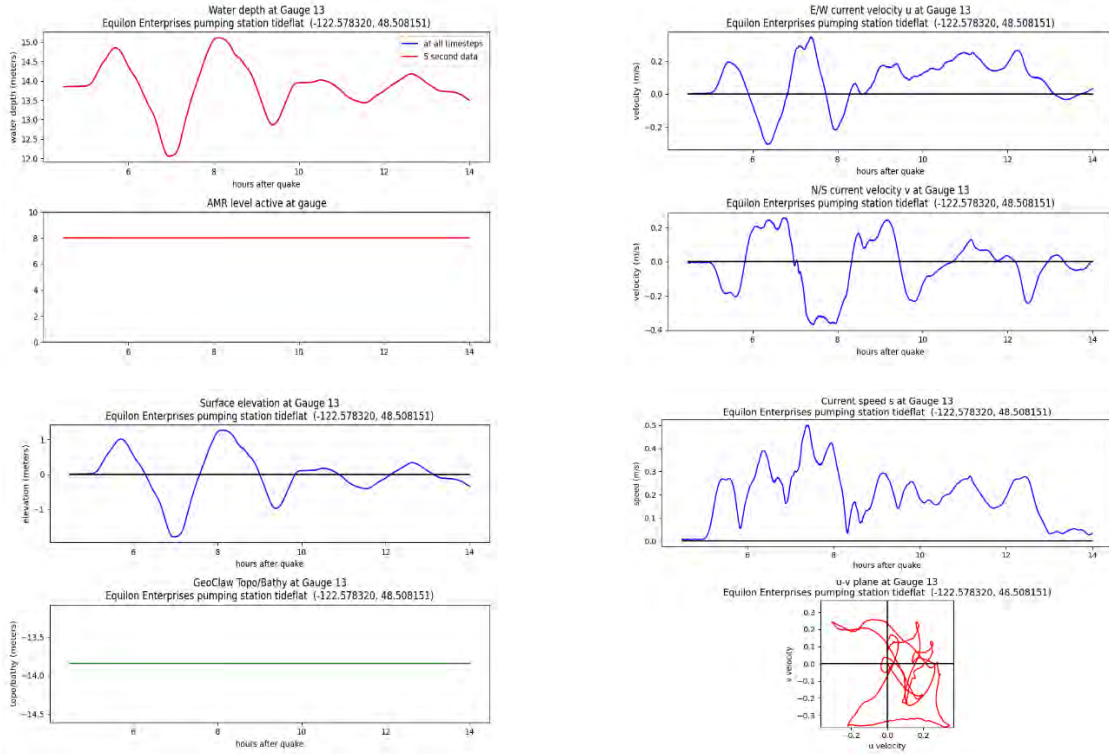 Water depth at Gauge 13
Equilon Enterprises pumping station tideflat (-122.578320, 48.508151)
15.0
14.5
14.0
13.5
13.0
12.5
12.0
water depth (meters)
at all timesteps
5 second data
6 8 10 12 14
hours after quake
AMR level active at gauge
10
8
6
4
2
0
6 8 10 12 14
Surface elevation at Gauge 13
Equilon Enterprises pumping station tideflat (-122.578320, 48.508151)
1
0
-1
elevation (meters)
6 8 10 12 14
hours after quake
GeoClaw Topo/Bathy at Gauge 13
Equilon Enterprises pumping station tideflat (-122.578320, 48.508151)
−13.5
−14.0
−14.5
topo/bathy (meters)
6 8 10 12 14
hours after quake
E/W current velocity u at Gauge 13
Equilon Enterprises pumping station tideflat (-122.578320, 48.508151)
0.2
0.0
−0.2
velocity (m/s)
6 8 10 12 14
hours after quake
N/S current velocity v at Gauge 13
Equilon Enterprises pumping station tideflat (-122.578320, 48.508151)
0.2
0.0
−0.2
−0.4
velocity (m/s)
6 8 10 12 14
hours after quake
Current speed s at Gauge 13
Equilon Enterprises pumping station tideflat (-122.578320, 48.508151)
0.5
0.4
0.3
0.2
0.1
0.0
speed (m/s)
6 8 10 12 14
hours after quake
u-v plane at Gauge 13
Equilon Enterprises pumping station tideflat (-122.578320, 48.508151)
0.3
0.2
0.1
0.0
−0.1
−0.2
−0.3
v velocity
−0.2 0.0 0.2
u velocity